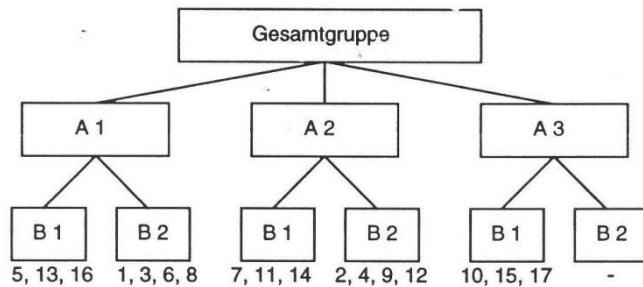 Gesamtgruppe
A 1 A 2 A 3
B 1 B 2 B 1 B 2 B 1 B 2
5, 13, 16 1, 3, 6, 8 7, 11, 14 2, 4, 9, 12 10, 15, 17 -